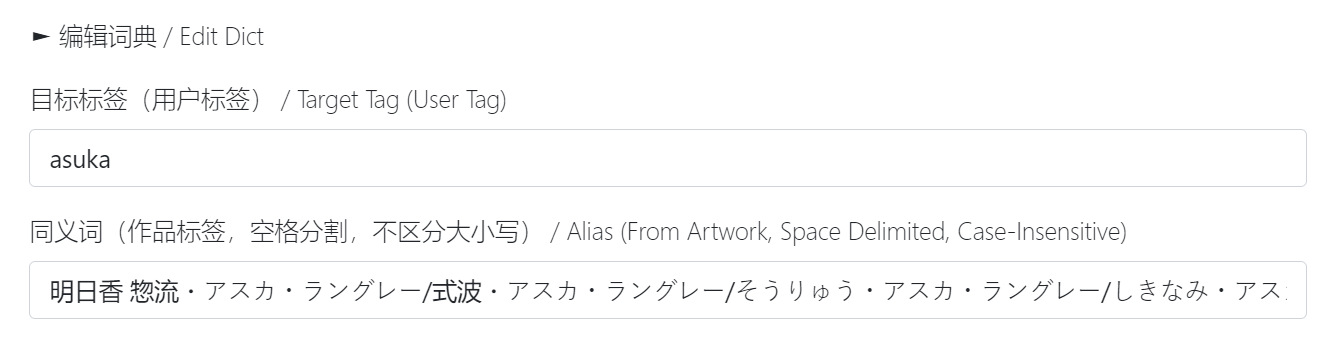 ► 编辑词典 / Edit Dict
目标标签（用户标签） / Target Tag (User Tag)
asuka
同义词（作品标签，空格分割，不区分大小写） / Alias (From Artwork, Space Delimited, Case-Insensitive)
明日香 惣流・アスカ・ラングレー/式波・アスカ・ラングレー/そうりゅう・アスカ・ラングレー/しきなみ・アス